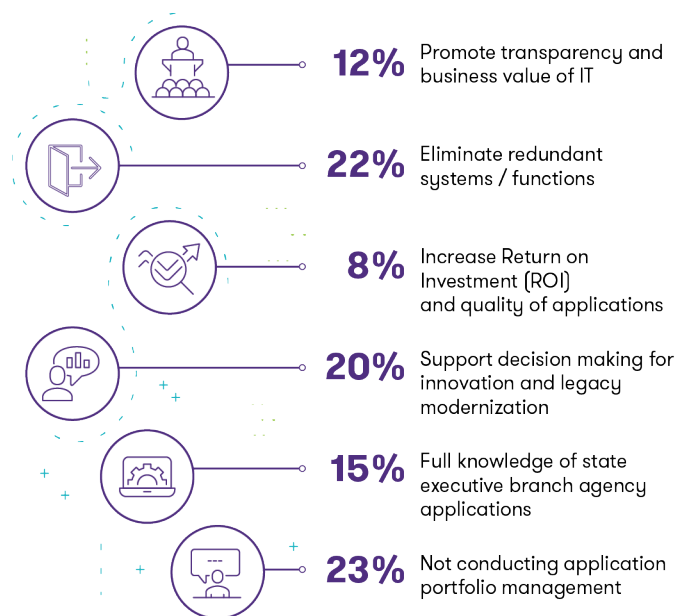 12%
Promote transparency and
business value of IT
22%
Eliminate redundant
systems / functions
8%
Increase Return on
Investment (ROI)
and quality of applications
20%
Support decision making for
innovation and legacy
modernization
15%
Full knowledge of state
executive branch agency
applications
23%
Not conducting application
portfolio management